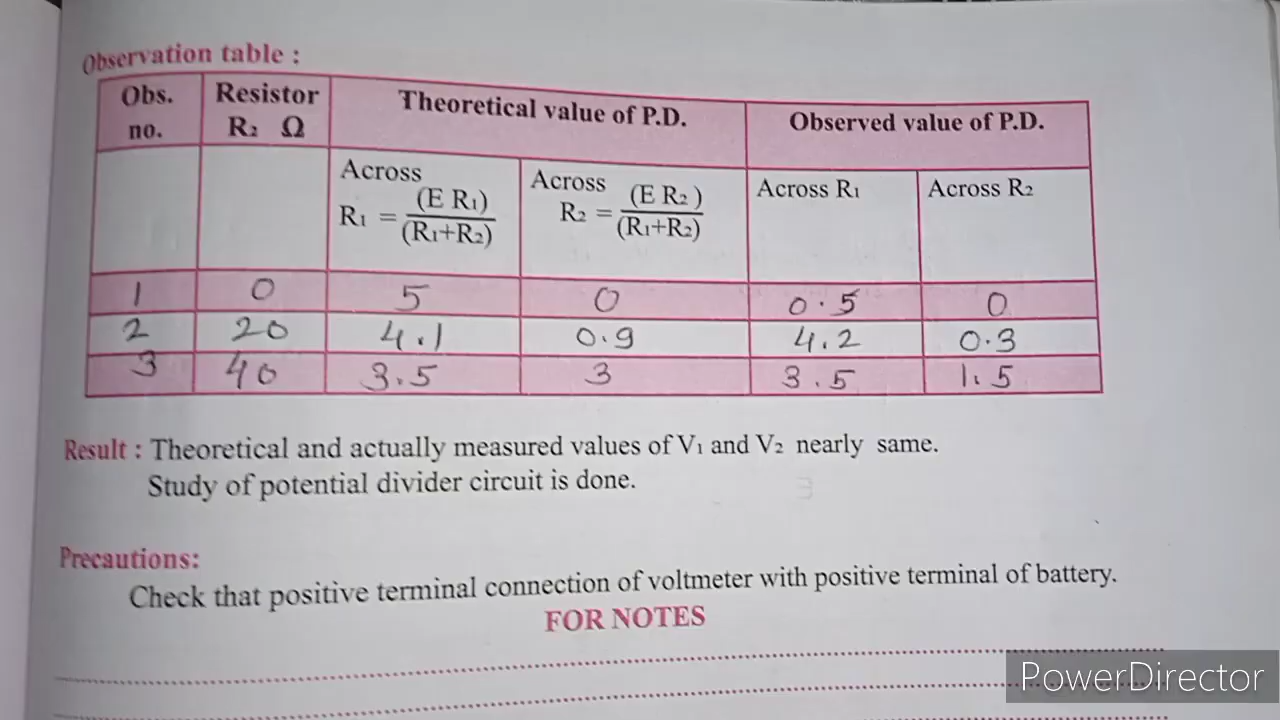 Observation table :
Obs. no. Resistor R₂ Ω Theoretical value of P.D. Observed value of P.D.
Across R₁ = (E R₁)/(R₁+R₂) Across R₂ = (E R₂ )/(R₁+R₂) Across R₁ Across R₂
1 0 5 0 0.5 0
2 20 4.1 0.9 4.2 0.3
3 40 3.5 3 3.5 1.5
Result : Theoretical and actually measured values of V₁ and V₂ nearly same.
Study of potential divider circuit is done.
Precautions:
Check that positive terminal connection of voltmeter with positive terminal of battery.
FOR NOTES
PowerDirector